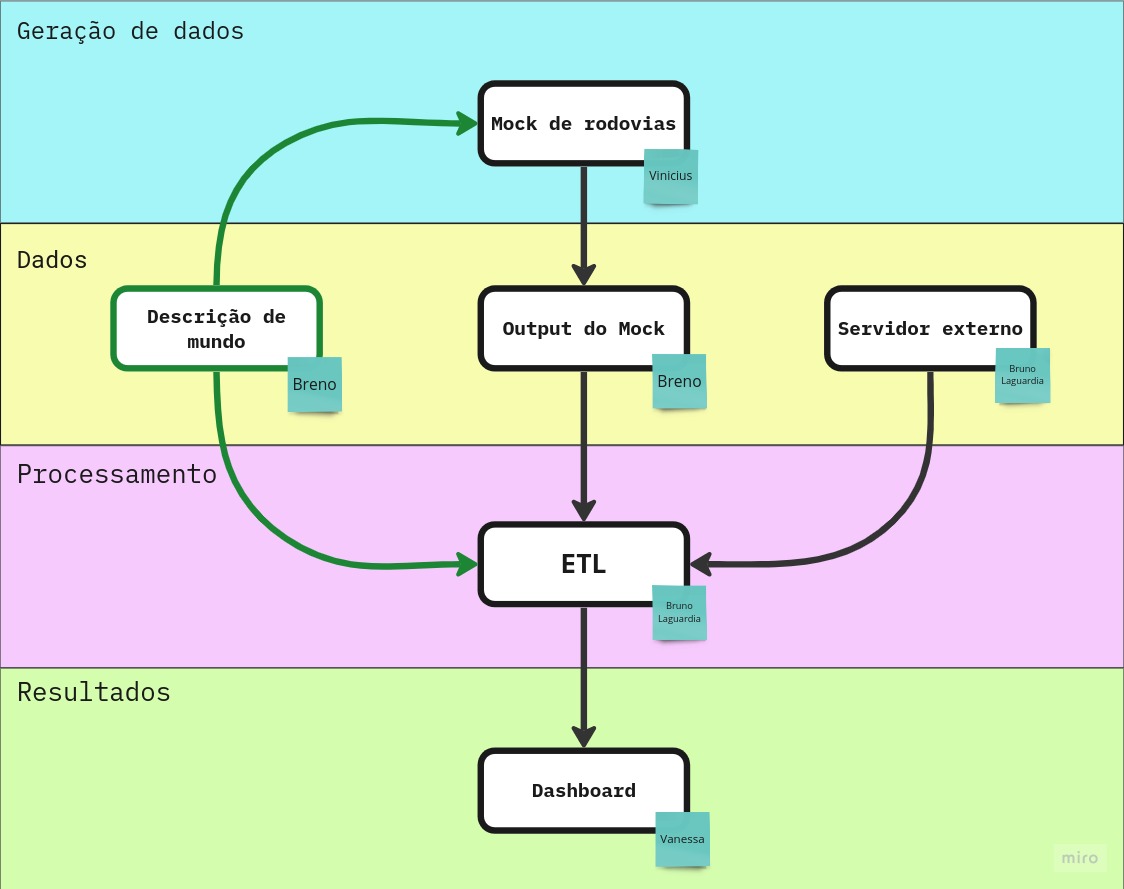 Geração de dados
Mock de rodovias
Vinicius
Dados
Descrição de
mundo
Breno
Output do Mock
Breno
Servidor externo
Bruno
Laguardia
Processamento
ETL
Bruno
Laguardia
Resultados
Dashboard
Vanessa
miro